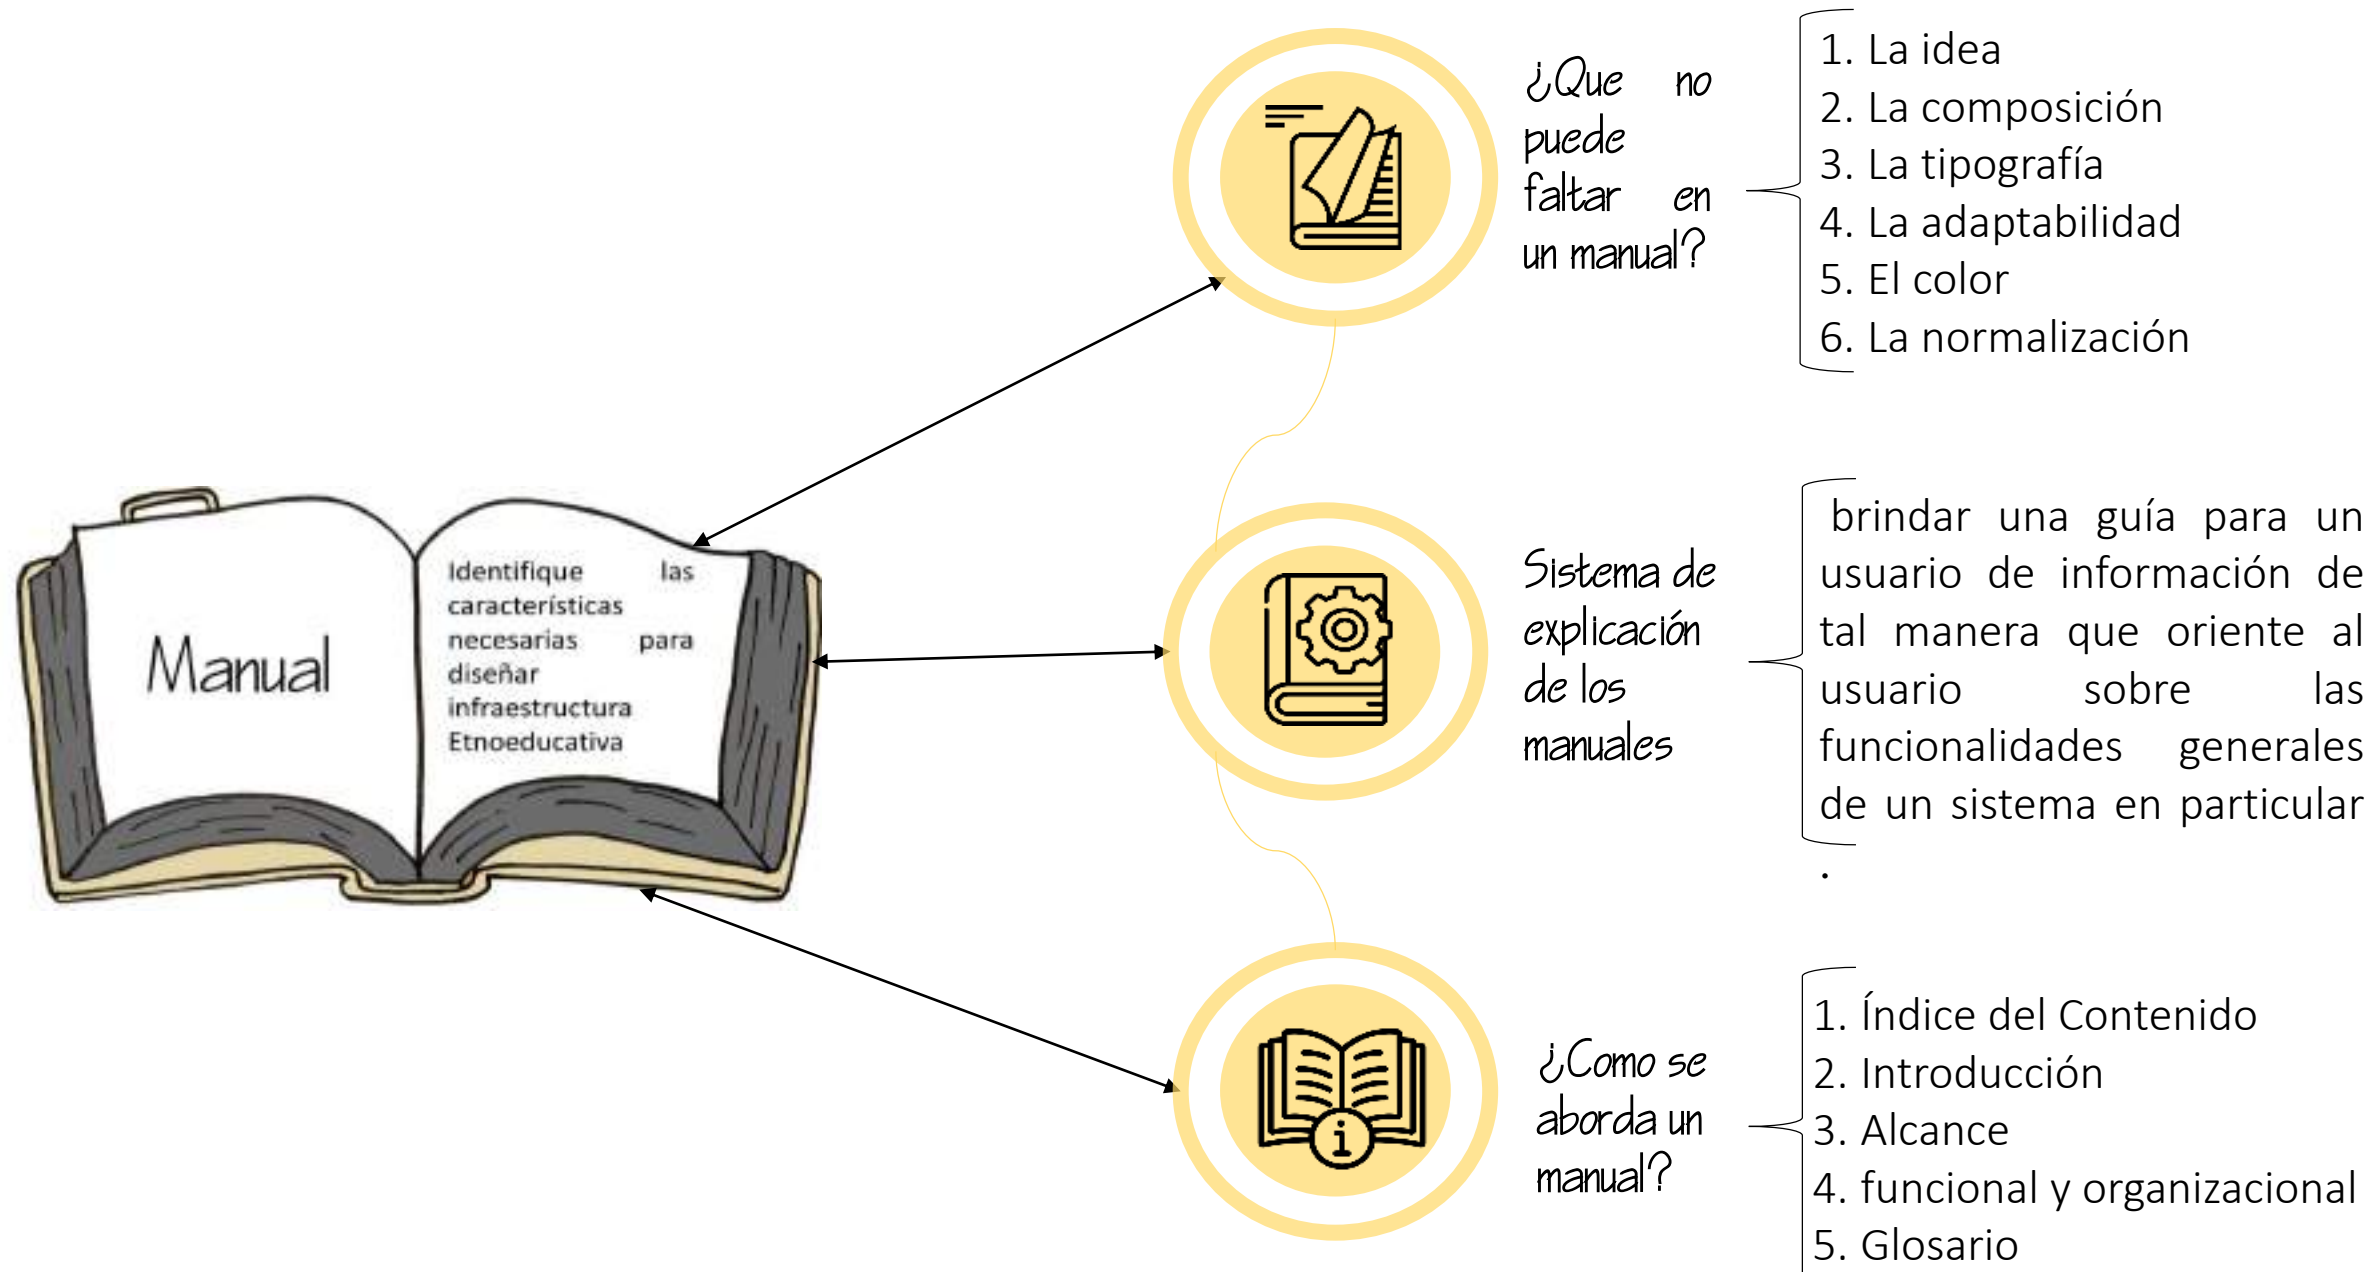 Manual
Identifique las
características
necesarias para
diseñar
infraestructura
Etnoeducativa
¿Que no
puede
faltar en
un manual?
1. La idea
2. La composición
3. La tipografía
4. La adaptabilidad
5. El color
6. La normalización
Sistema de
explicación
de los
manuales
brindar una guía para un
usuario de información de
tal manera que oriente al
usuario sobre las
funcionalidades generales
de un sistema en particular
.
¿Como se
aborda un
manual?
1. Índice del Contenido
2. Introducción
3. Alcance
4. funcional y organizacional
5. Glosario